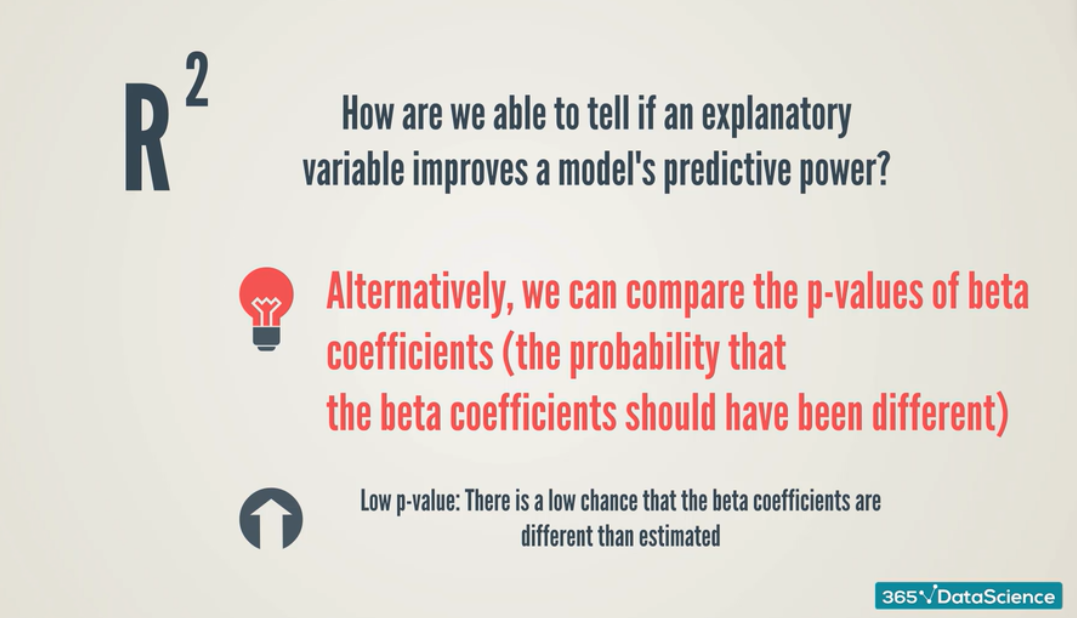 R²
How are we able to tell if an explanatory
variable improves a model's predictive power?
Alternatively, we can compare the p-values of beta
coefficients (the probability that
the beta coefficients should have been different)
Low p-value: There is a low chance that the beta coefficients are
different than estimated
365 DataScience